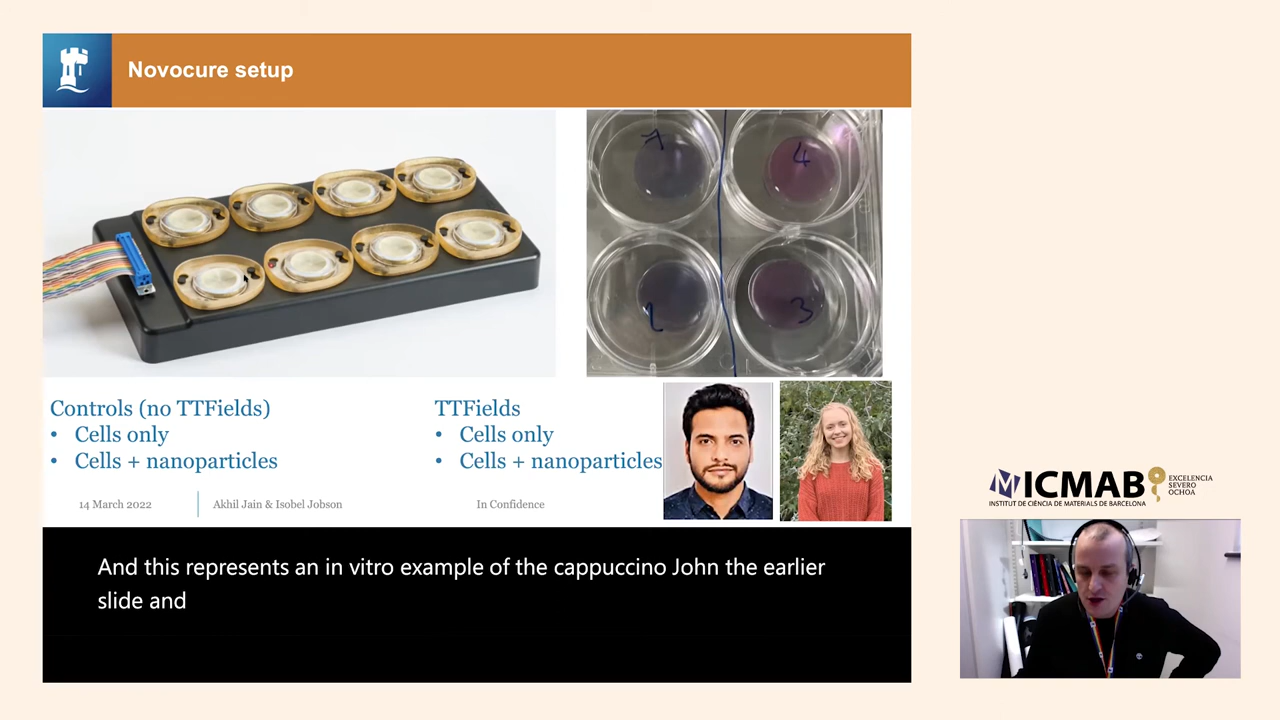 Novocure setup
1
4
2
3
Controls (no TTFields)
• Cells only
• Cells + nanoparticles
TTFields
• Cells only
• Cells + nanoparticles
14 March 2022
Akhil Jain & Isobel Jobson
In Confidence
And this represents an in vitro example of the cappuccino John the earlier
slide and
ICMAB
INSTITUT DE CIÈNCIA DE MATERIALS DE BARCELONA
EXCELENCIA
SEVERO
OCHOA